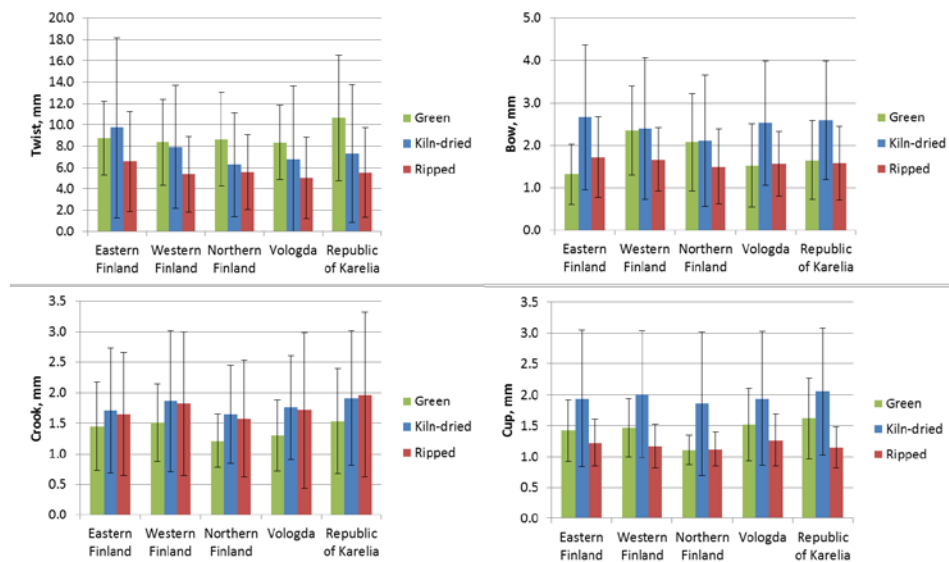 Twist, mm
20.0
18.0
16.0
14.0
12.0
10.0
8.0
6.0
4.0
2.0
0.0
Eastern Finland
Western Finland
Northern Finland
Vologda
Republic of Karelia
Green
Kiln-dried
Ripped
Bow, mm
5.0
4.0
3.0
2.0
1.0
0.0
Eastern Finland
Western Finland
Northern Finland
Vologda
Republic of Karelia
Green
Kiln-dried
Ripped
Crook, mm
3.5
3.0
2.5
2.0
1.5
1.0
0.5
0.0
Eastern Finland
Western Finland
Northern Finland
Vologda
Republic of Karelia
Green
Kiln-dried
Ripped
Cup, mm
3.5
3.0
2.5
2.0
1.5
1.0
0.5
0.0
Eastern Finland
Western Finland
Northern Finland
Vologda
Republic of Karelia
Green
Kiln-dried
Ripped